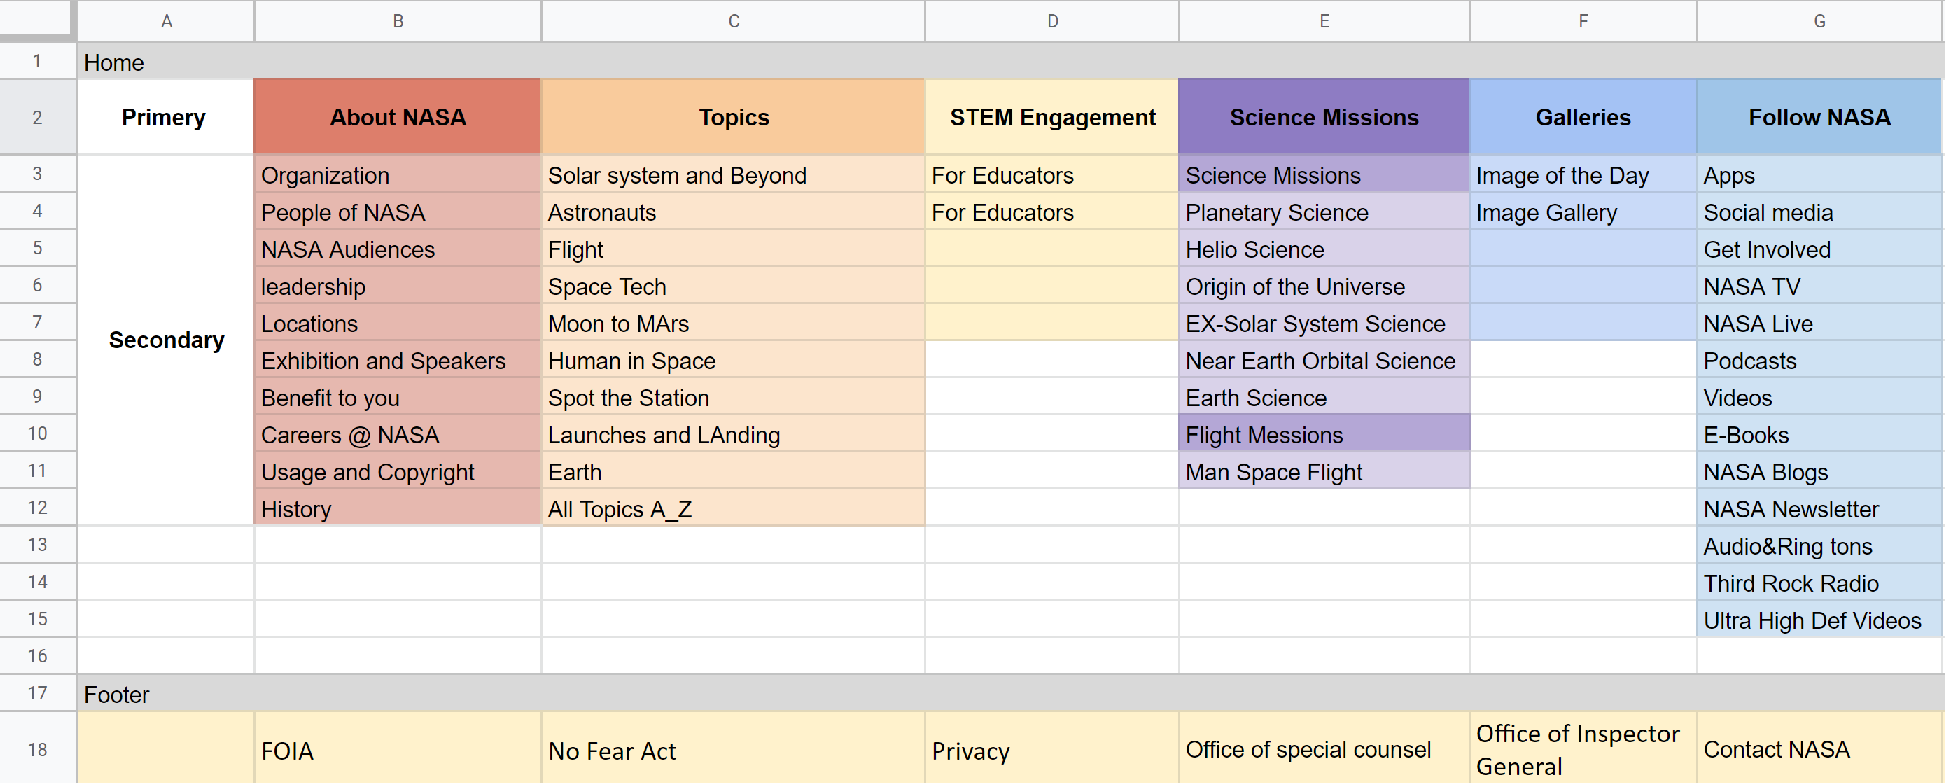 A B C D E F G
1 Home
2 Primery About NASA Topics STEM Engagement Science Missions Galleries Follow NASA
3 Organization Solar system and Beyond For Educators Science Missions Image of the Day Apps
4 People of NASA Astronauts For Educators Planetary Science Image Gallery Social media
5 NASA Audiences Flight Helio Science Get Involved
6 leadership Space Tech Origin of the Universe NASA TV
7 Locations Moon to MArs EX-Solar System Science NASA Live
Secondary
8 Exhibition and Speakers Human in Space Near Earth Orbital Science Podcasts
9 Benefit to you Spot the Station Earth Science Videos
10 Careers @ NASA Launches and LAnding Flight Messions E-Books
11 Usage and Copyright Earth Man Space Flight NASA Blogs
12 History All Topics A_Z NASA Newsletter
13 Audio&Ring tons
14 Third Rock Radio
15 Ultra High Def Videos
16
17 Footer
18 FOIA No Fear Act Privacy Office of special counsel Office of Inspector General Contact NASA